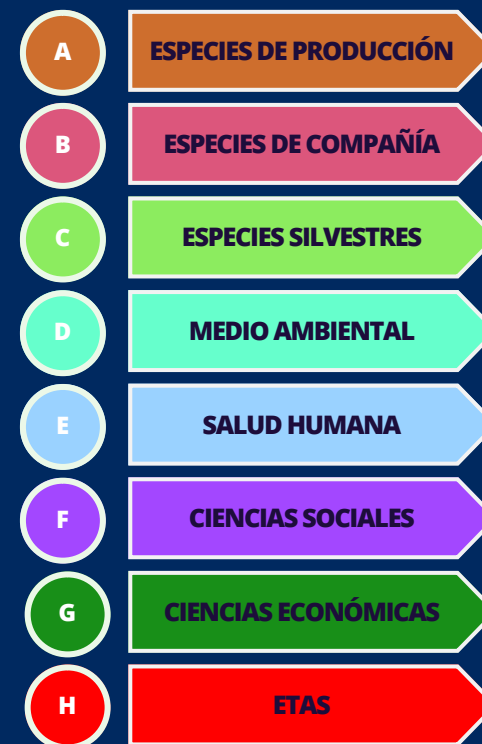 A ESPECIES DE PRODUCCIÓN
B ESPECIES DE COMPAÑÍA
C ESPECIES SILVESTRES
D MEDIO AMBIENTAL
E SALUD HUMANA
F CIENCIAS SOCIALES
G CIENCIAS ECONÓMICAS
H ETAS